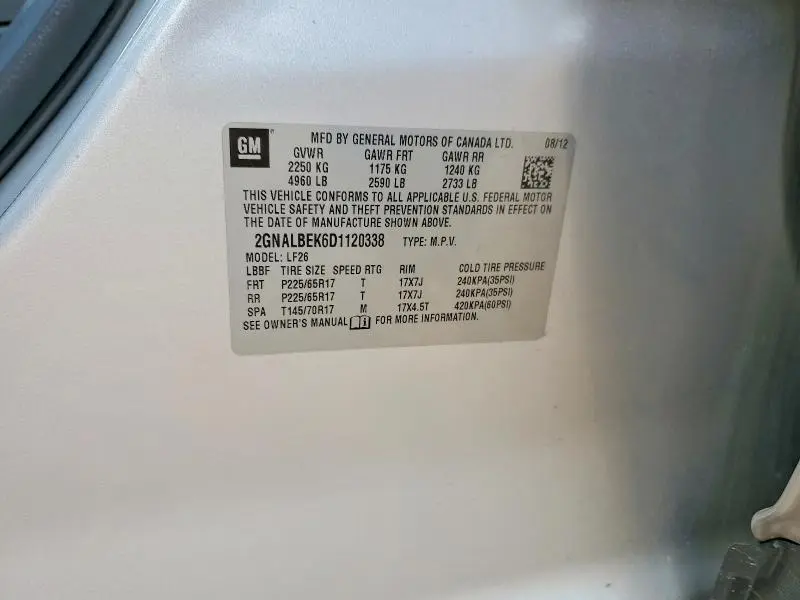 GM ® MFD BY GENERAL MOTORS OF CANADA LTD. 08/12
GVWR GAWR FRT GAWR RR
2250 KG 1175 KG 1240 KG
4960 LB 2590 LB 2733 LB
THIS VEHICLE CONFORMS TO ALL APPLICABLE U.S. FEDERAL MOTOR
VEHICLE SAFETY AND THEFT PREVENTION STANDARDS IN EFFECT ON
THE DATE OF MANUFACTURE SHOWN ABOVE.
2GNALBEK6D1120338 TYPE: M.P.V.
MODEL: LF26
LBBF TIRE SIZE SPEED RTG RIM COLD TIRE PRESSURE
FRT P225/65R17 T 17X7J 240KPA(35PSI)
RR P225/65R17 T 17X7J 240KPA(35PSI)
SPA T145/70R17 M 17X4.5T 420KPA(60PSI)
SEE OWNER'S MANUAL FOR MORE INFORMATION.